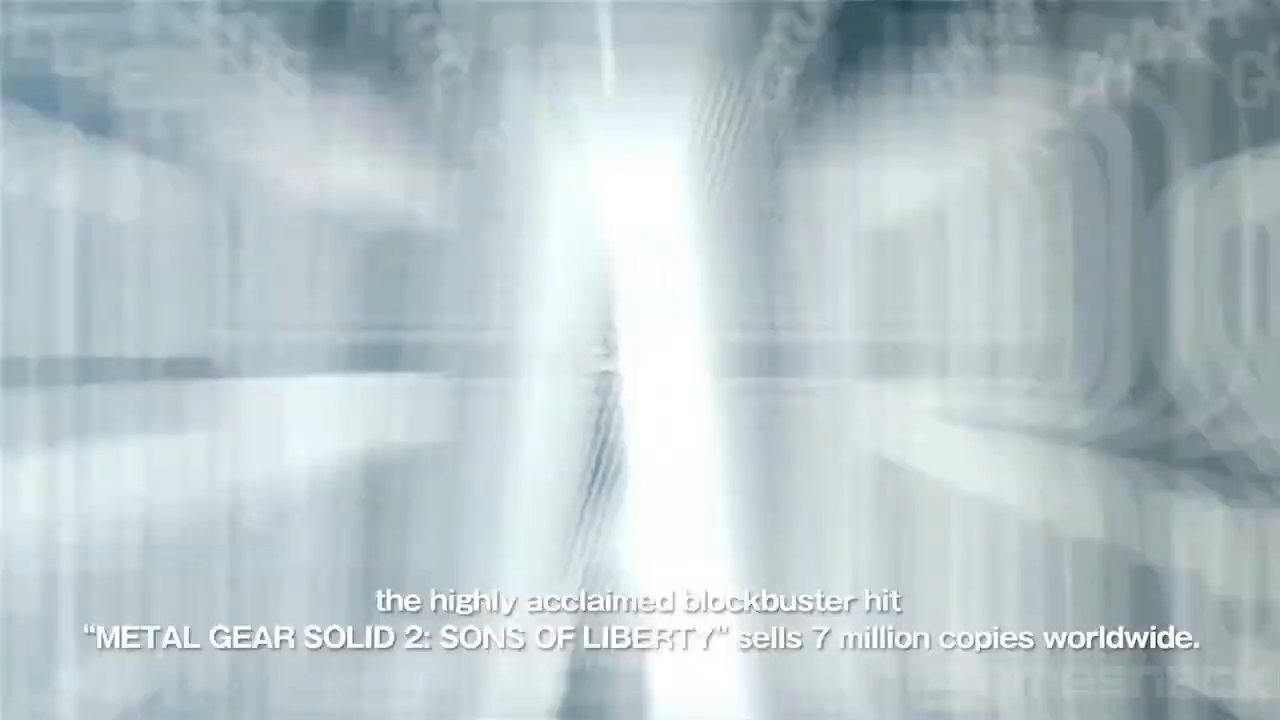 the highly acclaimed blockbuster hit
“METAL GEAR SOLID 2: SONS OF LIBERTY” sells 7 million copies worldwide.